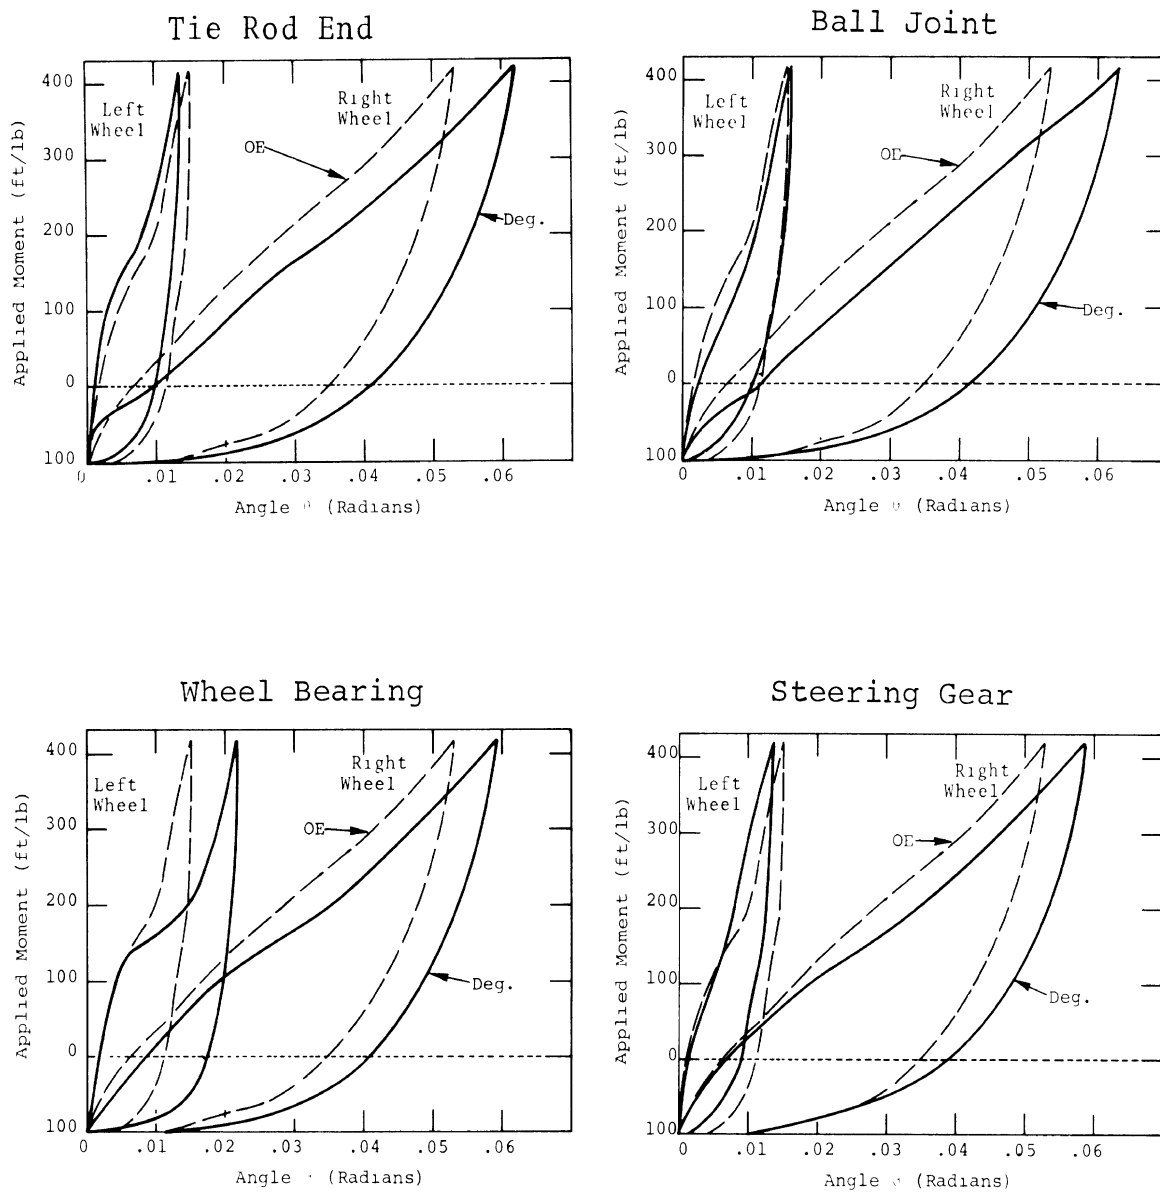 Tie Rod End
Applied Moment (ft/lb)
400
300
200
100
0
100
Left
Wheel
Right
Wheel
OE
Deg.
0 .01 .02 .03 .04 .05 .06
Angle (Radians)
Ball Joint
Applied Moment (ft/lb)
400
300
200
100
0
100
Left
Wheel
Right
Wheel
OE
Deg.
0 .01 .02 .03 .04 .05 .06
Angle (Radians)
Wheel Bearing
Applied Moment (ft/lb)
400
300
200
100
0
100
Left
Wheel
Right
Wheel
OE
Deg.
0 .01 .02 .03 .04 .05 .06
Angle (Radians)
Steering Gear
Applied Moment (ft/lb)
400
300
200
100
0
100
Left
Wheel
Right
Wheel
OE
Deg.
0 .01 .02 .03 .04 .05 .06
Angle (Radians)